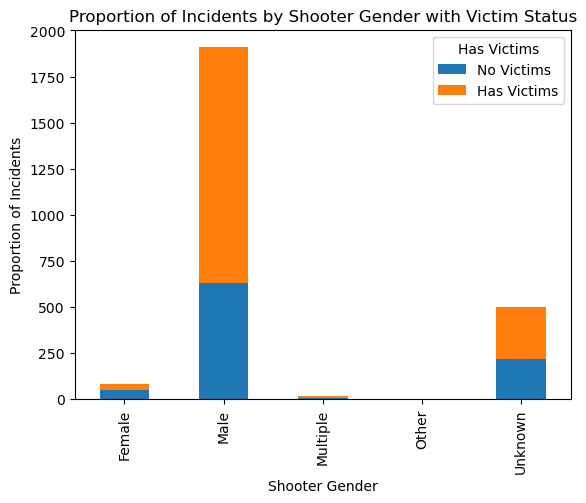 Proportion of Incidents by Shooter Gender with Victim Status
Has Victims
No Victims
Has Victims
Proportion of Incidents
2000
1750
1500
1250
1000
750
500
250
0
Female
Male
Multiple
Other
Unknown
Shooter Gender